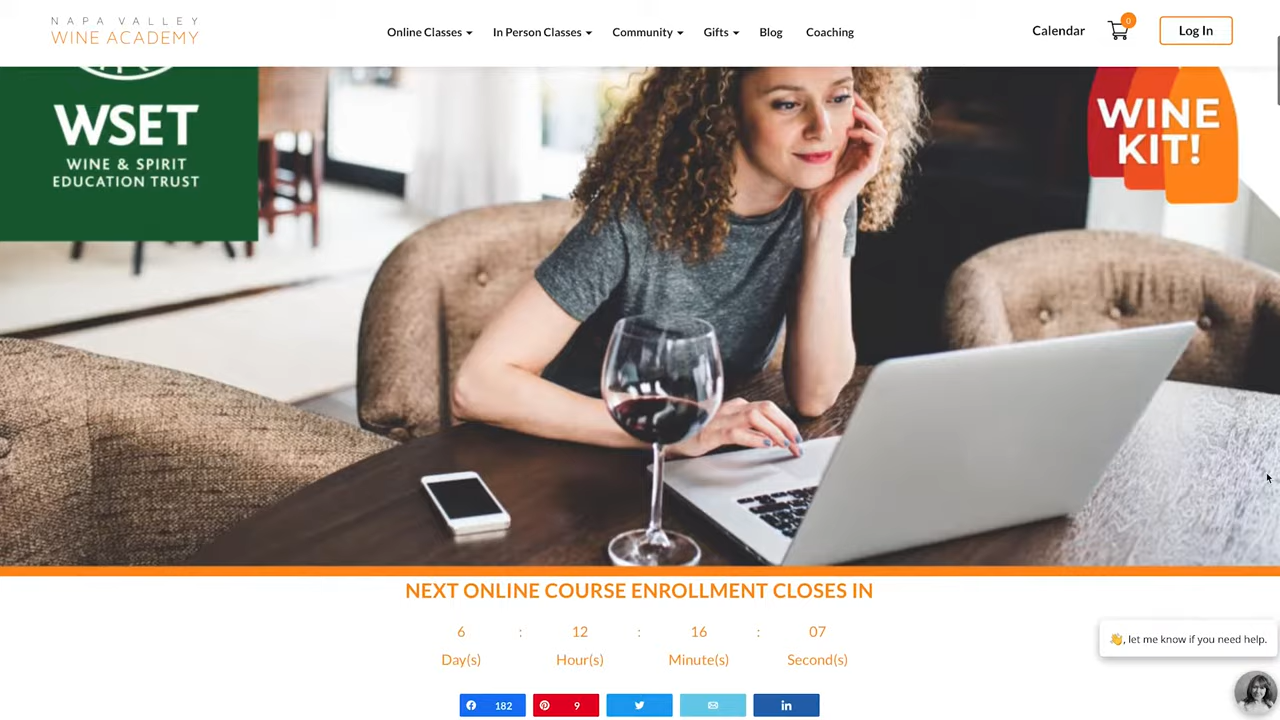 NAPA VALLEY
WINE ACADEMY
Online Classes
In Person Classes
Community
Gifts
Blog
Coaching
Calendar
0
Log In
WSET
WINE & SPIRIT
EDUCATION TRUST
WINE
KIT!
NEXT ONLINE COURSE ENROLLMENT CLOSES IN
6 : 12 : 16 : 07
Day(s) Hour(s) Minute(s) Second(s)
👋, let me know if you need help.
182
9
in